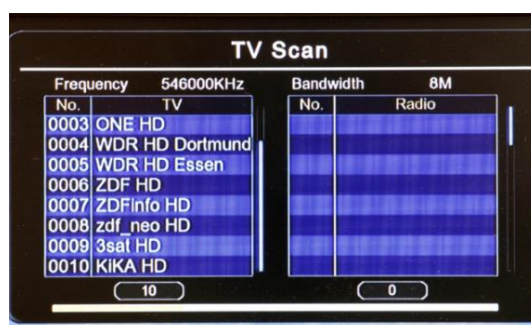 TV Scan
Frequency 546000KHz Bandwidth 8M
No. TV No. Radio
0003 ONE HD
0004 WDR HD Dortmund
0005 WDR HD Essen
0006 ZDF HD
0007 ZDFinfo HD
0008 zdf_neo HD
0009 3sat HD
0010 KiKA HD
10 0